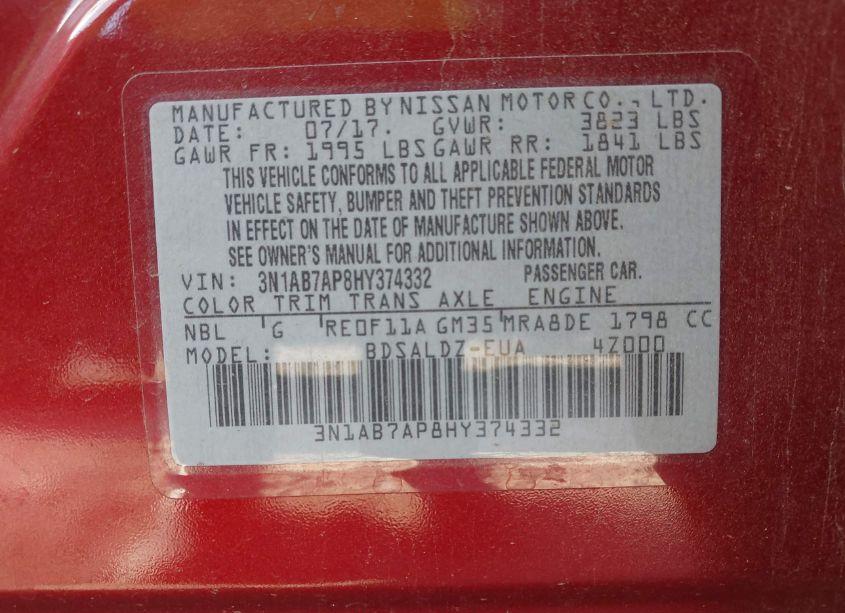 MANUFACTURED BY NISSAN MOTOR CO., LTD.
DATE: 07/17. GVWR: 3823 LBS
GAWR FR: 1995 LBS GAWR RR: 1841 LBS
THIS VEHICLE CONFORMS TO ALL APPLICABLE FEDERAL MOTOR
VEHICLE SAFETY, BUMPER AND THEFT PREVENTION STANDARDS
IN EFFECT ON THE DATE OF MANUFACTURE SHOWN ABOVE.
SEE OWNER'S MANUAL FOR ADDITIONAL INFORMATION.
VIN: 3N1AB7AP8HY374332 PASSENGER CAR.
COLOR TRIM TRANS AXLE ENGINE
NBL G RE0F11A GM35 MRA8DE 1798 CC
MODEL: BDSALDZ-EUA 4Z000
3N1AB7AP8HY374332